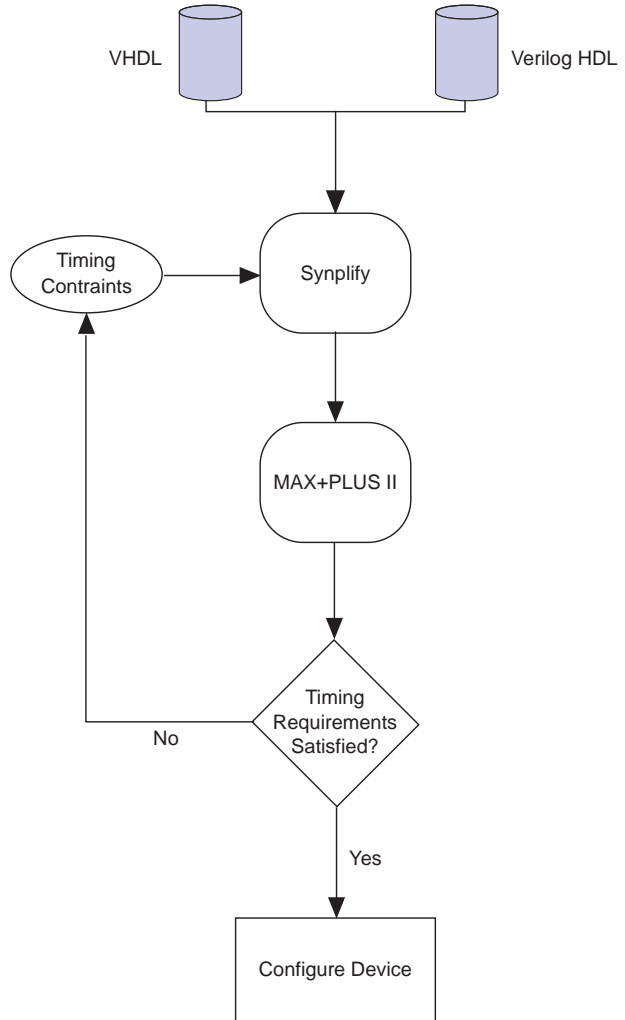 VHDL
Verilog HDL
Timing
Contraints
Synplify
MAX+PLUS II
Timing
Requirements
Satisfied?
No
Yes
Configure Device